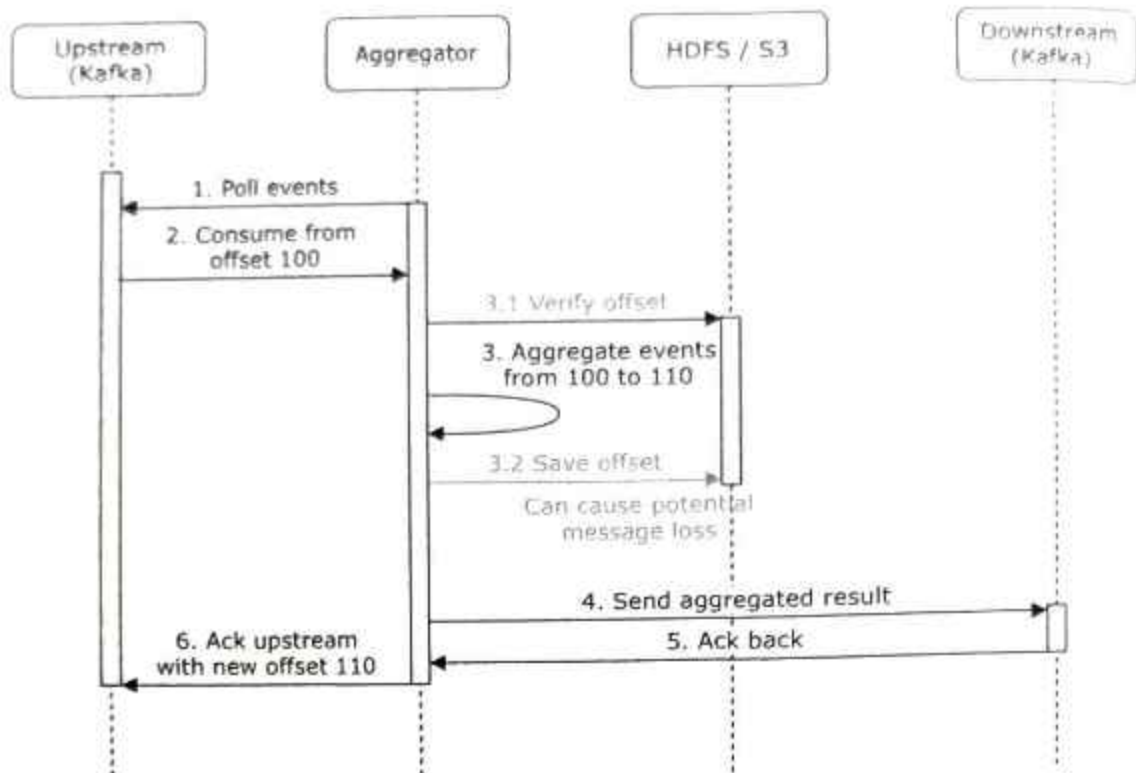 Upstream
(Kafka)
Aggregator
HDFS / S3
Downstream
(Kafka)
1. Poll events
2. Consume from
offset 100
3.1 Verify offset
3. Aggregate events
from 100 to 110
3.2 Save offset
Can cause potential
message loss
4. Send aggregated result
5. Ack back
6. Ack upstream
with new offset 110